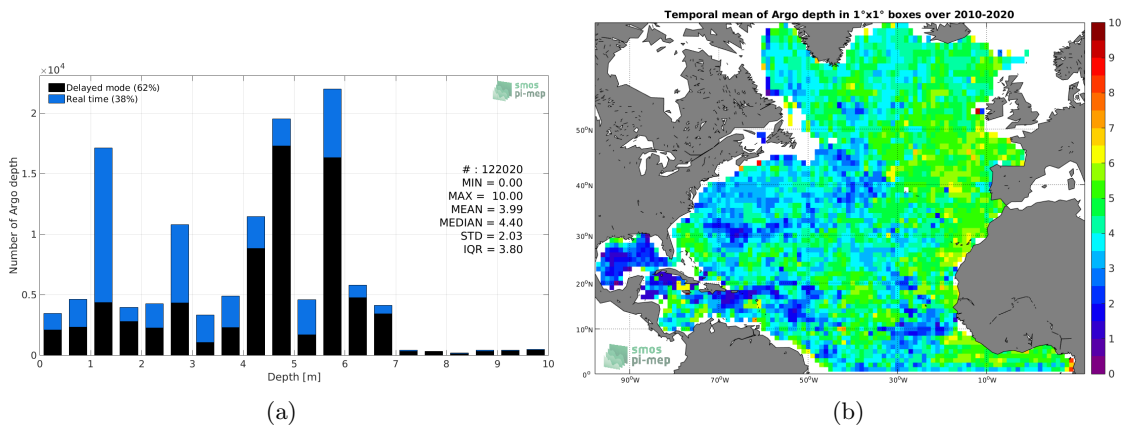 ×10⁴
Delayed mode (62%)
Real time (38%)
smos
pi-mep
# : 122020
MIN = 0.00
MAX = 10.00
MEAN = 3.99
MEDIAN = 4.40
STD = 2.03
IQR = 3.80
Number of Argo depth
2
1.5
1
0.5
0
0 1 2 3 4 5 6 7 8 9 10
Depth [m]
(a)
Temporal mean of Argo depth in 1°x1° boxes over 2010-2020
50°N
40°N
30°N
20°N
10°N
0°
90°W 70°W 50°W 30°W 10°W
smos
pi-mep
10
9
8
7
6
5
4
3
2
1
0
(b)